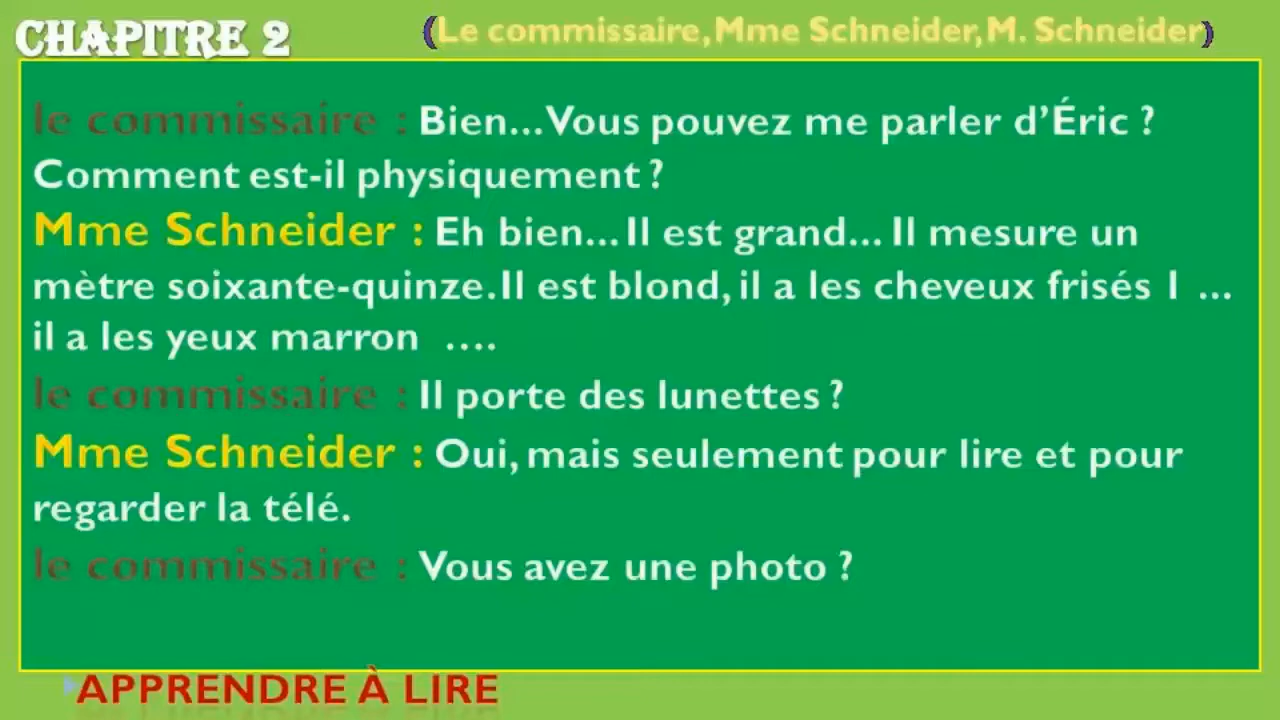 CHAPITRE 2
(Le commissaire, Mme Schneider, M. Schneider)
le commissaire : Bien... Vous pouvez me parler d’Éric ?
Comment est-il physiquement ?
Mme Schneider : Eh bien... Il est grand... Il mesure un
mètre soixante-quinze. Il est blond, il a les cheveux frisés 1 ...
il a les yeux marron ....
le commissaire : Il porte des lunettes ?
Mme Schneider : Oui, mais seulement pour lire et pour
regarder la télé.
le commissaire : Vous avez une photo ?
APPRENDRE À LIRE